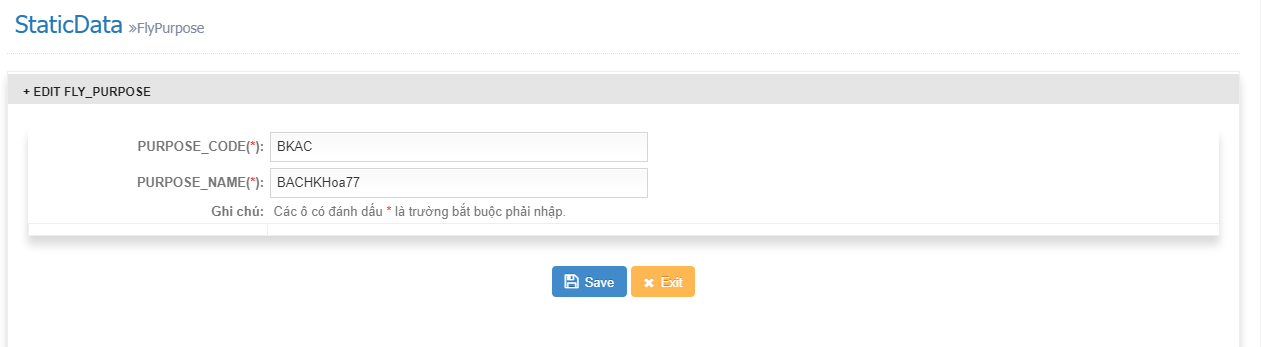 StaticData »FlyPurpose
+ EDIT FLY_PURPOSE
PURPOSE_CODE(*): BKAC
PURPOSE_NAME(*): BACHKHoa77
Ghi chú: Các ô có đánh dấu * là trường bắt buộc phải nhập.
Save Exit